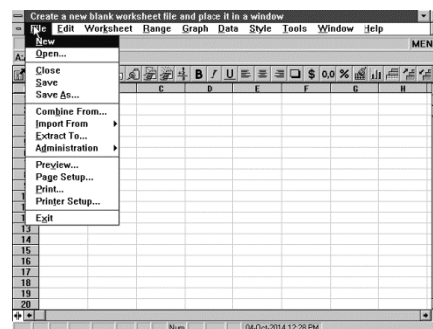 Create a new blank worksheet file and place it in a window
File Edit Worksheet Range Graph Data Style Tools Window Help
New
MEN
Open...
A:
B I U $ 0,0 %
Close
Save
Save As...
C D E F G H
Combine From...
Import From
Extract To...
Administration
Preview...
Page Setup...
Print...
Printer Setup...
Exit
13
14
15
16
17
18
19
20
Num 04-Oct-2014 12:28 PM